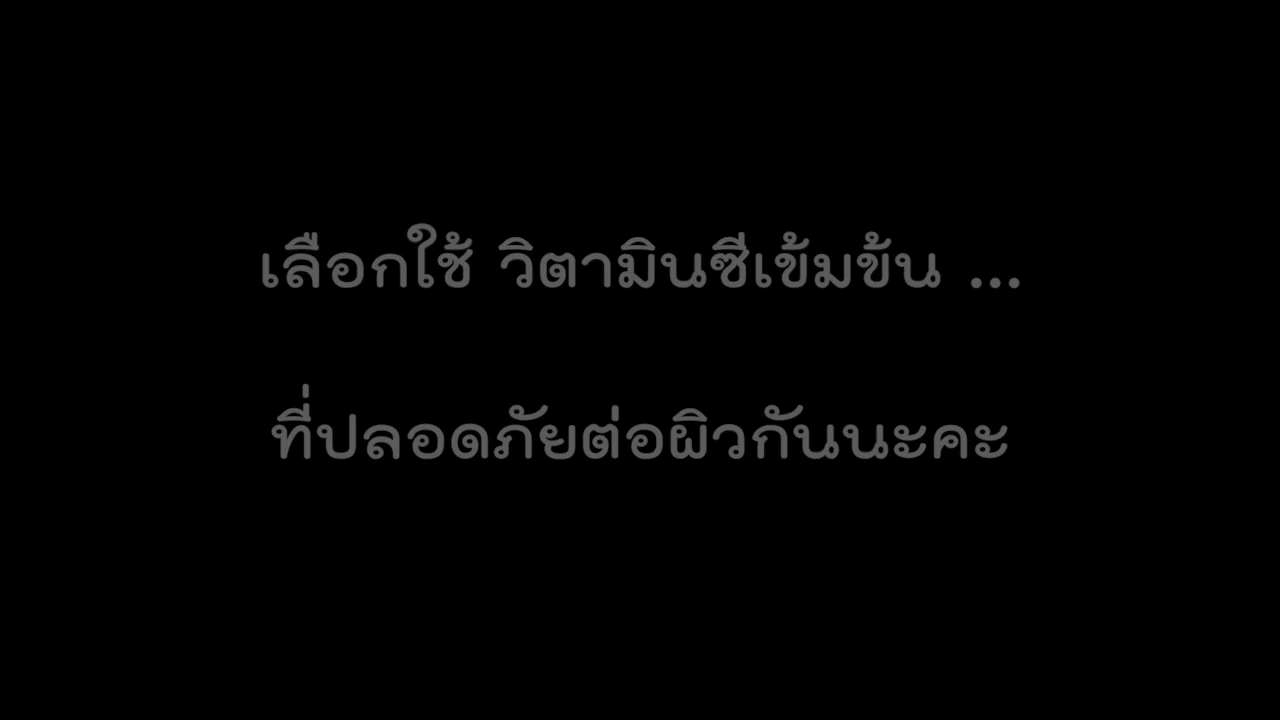 เลือกใช้ วิตามินซีเข้มข้น ...
ที่ปลอดภัยต่อผิวกันนะคะ